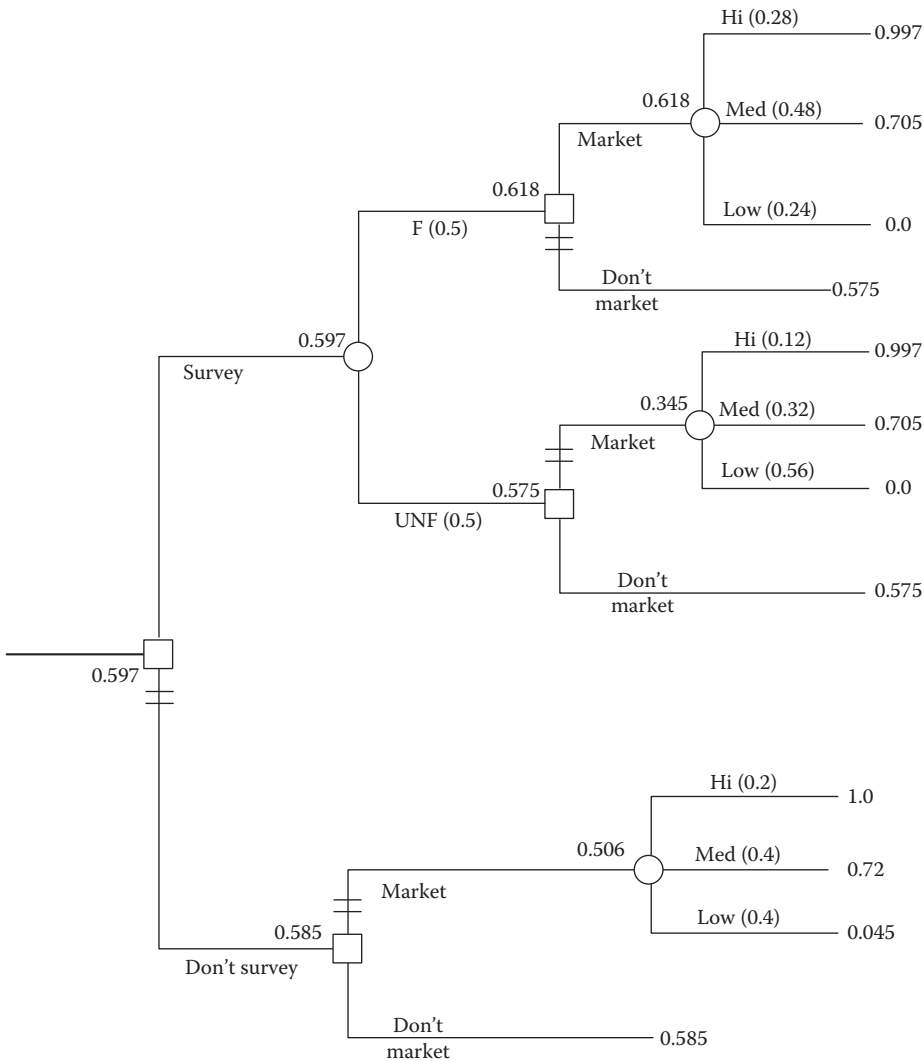 Hi (0.28)
0.997
0.618
Med (0.48)
0.705
Market
0.618
Low (0.24)
0.0
F (0.5)
Don't
market
0.575
0.597
Survey
Hi (0.12)
0.997
0.345
Med (0.32)
0.705
Market
Low (0.56)
0.0
0.575
UNF (0.5)
Don't
market
0.575
0.597
Hi (0.2)
1.0
0.506
Med (0.4)
0.72
Market
Low (0.4)
0.045
0.585
Don't survey
Don't
market
0.585